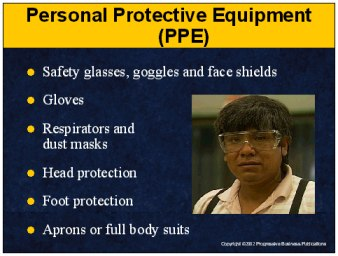 Personal Protective Equipment
(PPE)
Safety glasses, goggles and face shields
Gloves
Respirators and
dust masks
Head protection
Foot protection
Aprons or full body suits
Copyright ©2012 Progressive Business Publications